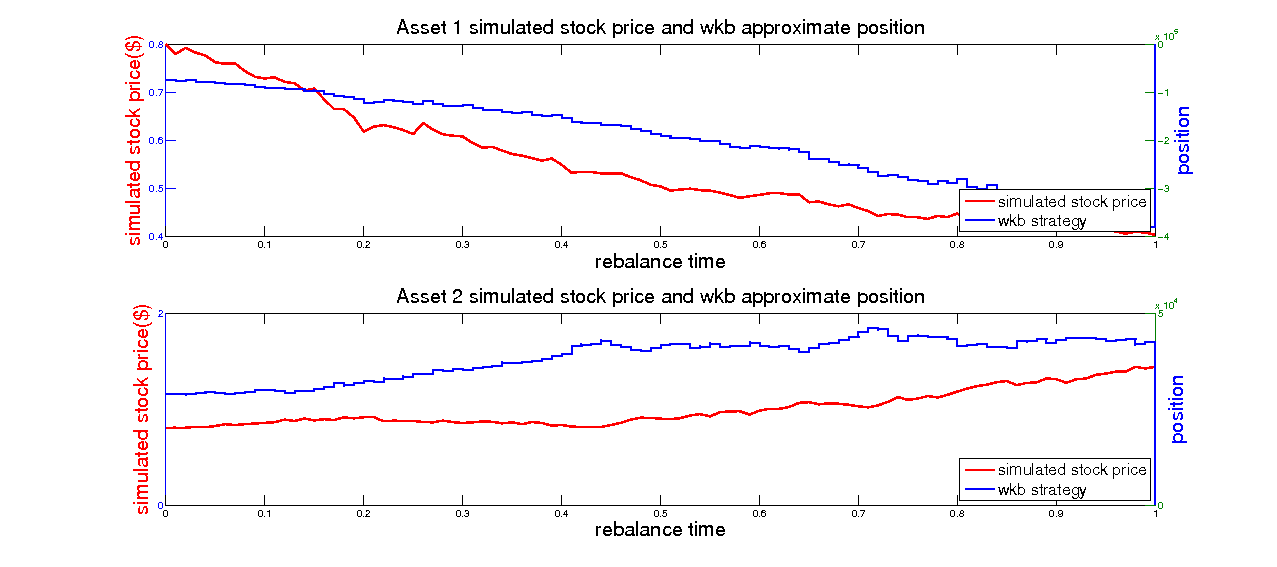 Asset 1 simulated stock price and wkb approximate position
x 10
0.8
0.7
0.6
0.5
0.4
simulated stock price($)
0
−1
−2
−3
−4
position
simulated stock price
wkb strategy
0 0.1 0.2 0.3 0.4 0.5 0.6 0.7 0.8 0.9 1
rebalance time
Asset 2 simulated stock price and wkb approximate position
x 10^4
2
0
simulated stock price($)
5
0
position
simulated stock price
wkb strategy
0 0.1 0.2 0.3 0.4 0.5 0.6 0.7 0.8 0.9 1
rebalance time